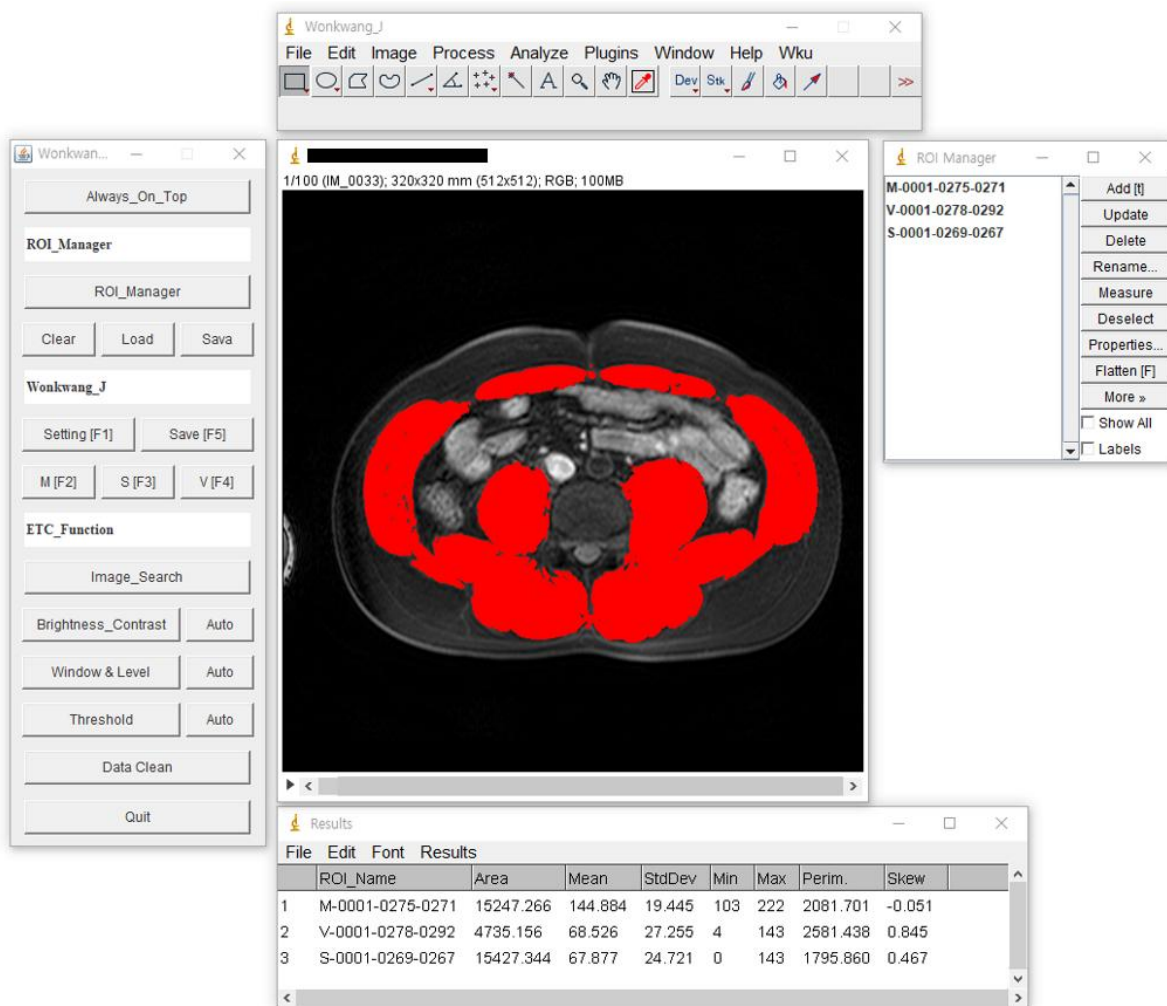 Wonkwang_J
File Edit Image Process Analyze Plugins Window Help Wku
Dev Stk >>
Wonkwan...
Always_On_Top
ROI_Manager
ROI_Manager
Clear Load Sava
Wonkwang_J
Setting [F1] Save [F5]
M [F2] S [F3] V [F4]
ETC_Function
Image_Search
Brightness_Contrast Auto
Window & Level Auto
Threshold Auto
Data Clean
Quit
1/100 (IM_0033); 320x320 mm (512x512); RGB; 100MB
ROI Manager
M-0001-0275-0271
V-0001-0278-0292
S-0001-0269-0267
Add [t]
Update
Delete
Rename...
Measure
Deselect
Properties...
Flatten [F]
More »
Show All
Labels
Results
File Edit Font Results
ROI_Name Area Mean StdDev Min Max Perim. Skew
1 M-0001-0275-0271 15247.266 144.884 19.445 103 222 2081.701 -0.051
2 V-0001-0278-0292 4735.156 68.526 27.255 4 143 2581.438 0.845
3 S-0001-0269-0267 15427.344 67.877 24.721 0 143 1795.860 0.467